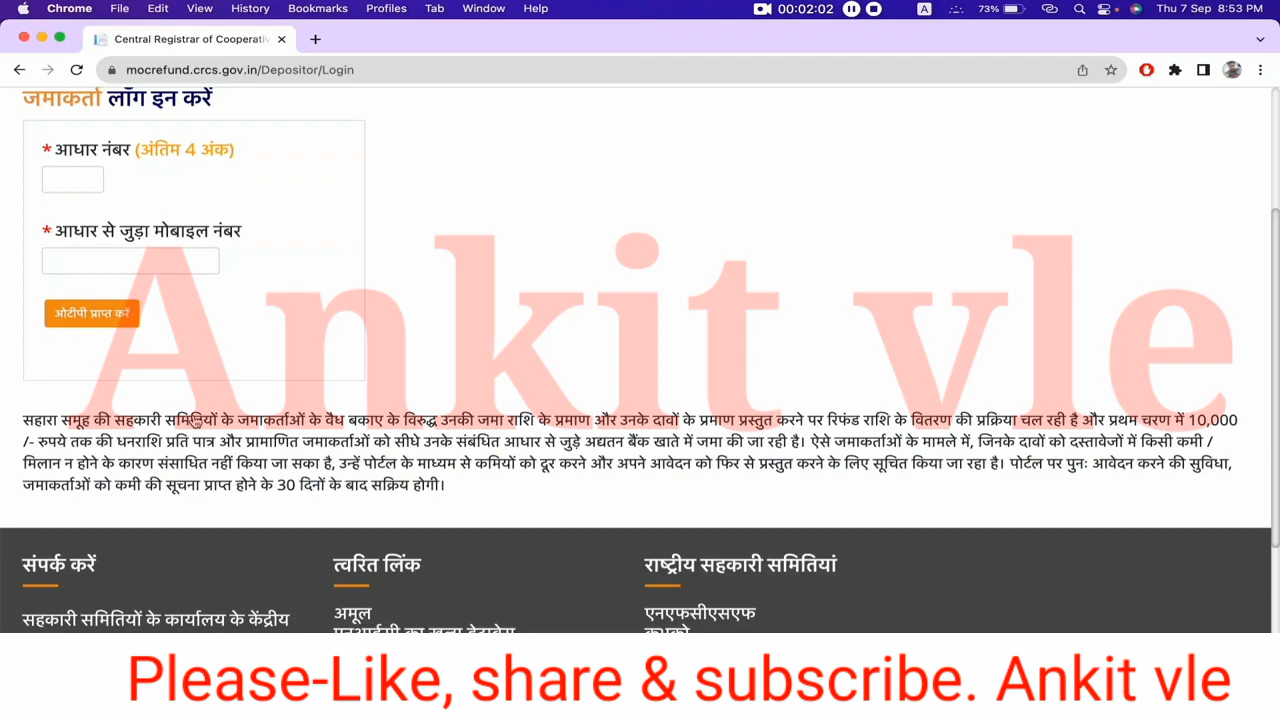 Chrome File Edit View History Bookmarks Profiles Tab Window Help 00:02:02 A 73% Thu 7 Sep 8:53 PM
Central Registrar of Cooperativ
mocrefund.crcs.gov.in/Depositor/Login
जमाकर्ता लॉग इन करें
* आधार नंबर (अंतिम 4 अंक)
* आधार से जुड़ा मोबाइल नंबर
ओटीपी प्राप्त करें
Ankit vle
सहारा समूह की सहकारी समितियों के जमाकर्ताओं के वैध बकाए के विरुद्ध उनकी जमा राशि के प्रमाण और उनके दावों के प्रमाण प्रस्तुत करने पर रिफंड राशि के वितरण की प्रक्रिया चल रही है और प्रथम चरण में 10,000
/- रुपये तक की धनराशि प्रति पात्र और प्रामाणित जमाकर्ताओं को सीधे उनके संबंधित आधार से जुड़े अद्यतन बैंक खाते में जमा की जा रही है। ऐसे जमाकर्ताओं के मामले में, जिनके दावों को दस्तावेजों में किसी कमी /
मिलान न होने के कारण संसाधित नहीं किया जा सका है, उन्हें पोर्टल के माध्यम से कमियों को दूर करने और अपने आवेदन को फिर से प्रस्तुत करने के लिए सूचित किया जा रहा है। पोर्टल पर पुनः आवेदन करने की सुविधा,
जमाकर्ताओं को कमी की सूचना प्राप्त होने के 30 दिनों के बाद सक्रिय होगी।
संपर्क करें त्वरित लिंक राष्ट्रीय सहकारी समितियां
सहकारी समितियों के कार्यालय के केंद्रीय अमूल एनएफसीएसएफ
Please-Like, share & subscribe. Ankit vle